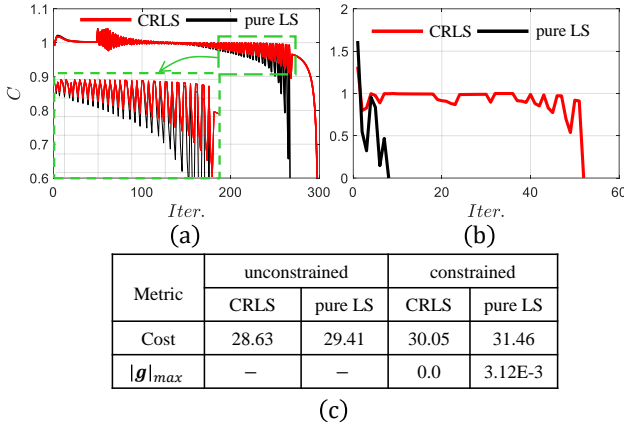 CRLS pure LS
1.1
1
0.9
0.8
0.7
0.6
C
0 100 200 300
Iter.
(a)
CRLS pure LS
2
1.5
1
0.5
0
0 20 40 60
Iter.
(b)
Metric unconstrained constrained
CRLS pure LS CRLS pure LS
Cost 28.63 29.41 30.05 31.46
|g|max − − 0.0 3.12E-3
(c)